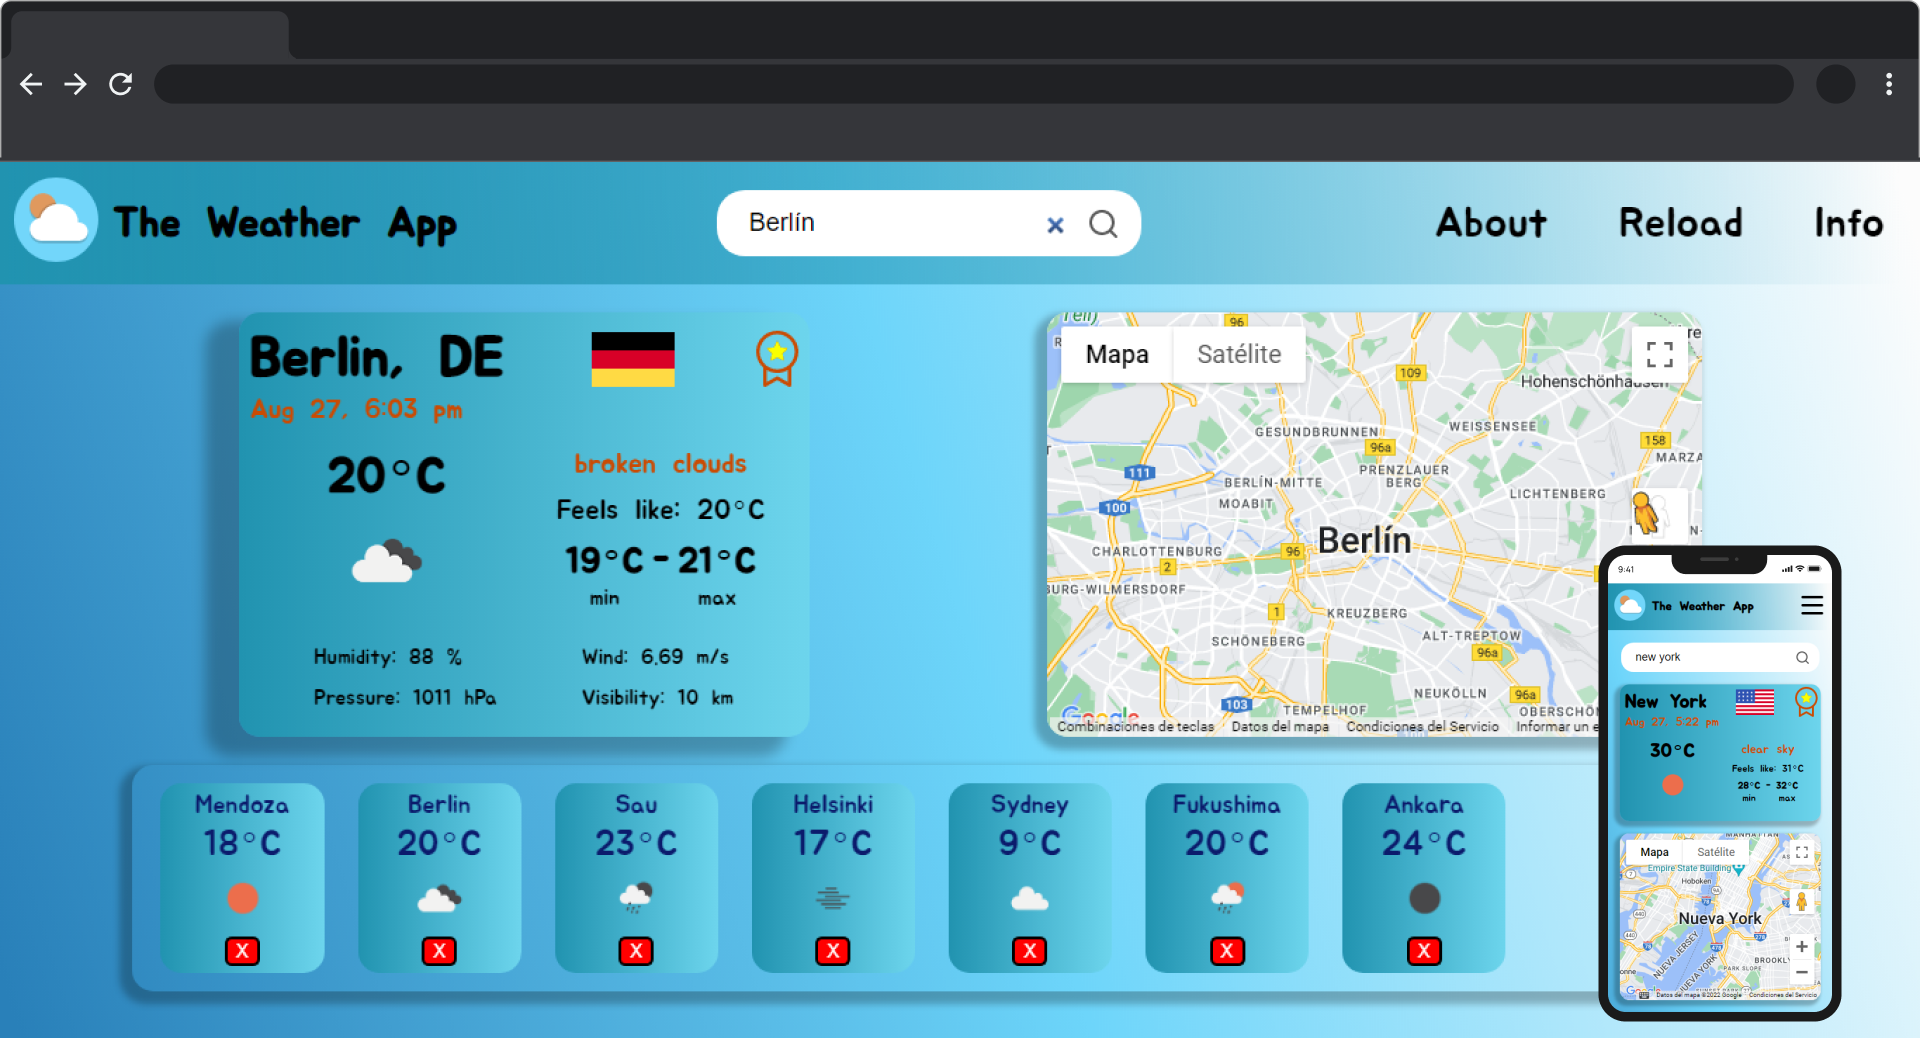 The Weather App
Berlín
About Reload Info
Berlin, DE
Aug 27, 6:03 pm
20°C
broken clouds
Feels like: 20°C
19°C - 21°C
min max
Humidity: 88 %
Wind: 6.69 m/s
Pressure: 1011 hPa
Visibility: 10 km
Mapa Satélite
96
109
Hohenschönhausen
GESUNDBRUNNEN
WEISSENSEE
96a
158
MARZA
111
PRENZLAUER
BERG
BERLÍN-MITTE
LICHTENBERG
MOABIT
100
Berlín
CHARLOTTENBURG
96
2
BURG-WILMERSDORF
1
KREUZBERG
SCHÖNEBERG
ALT-TREPTOW
96a
NEUKÖLLN
96a
103
TEMPELHOF
OBERSCHÖ
Google
Combinaciones de teclas Datos del mapa Condiciones del Servicio Informar un e
Mendoza
18°C
X
Berlin
20°C
X
Sau
23°C
X
Helsinki
17°C
X
Sydney
9°C
X
Fukushima
20°C
X
Ankara
24°C
X
9:41
The Weather App
new york
New York
Aug 27, 5:22 pm
30°C
clear sky
Feels like: 31°C
28°C - 32°C
min max
MANHATTAN
Mapa Satélite
Empire State Building
Hoboken
Nueva York
NUEVA JERSEY
NUEVA YORK
BROOKLY
PARK SLOPE
Datos del mapa ©2022 Google Condiciones del Servicio